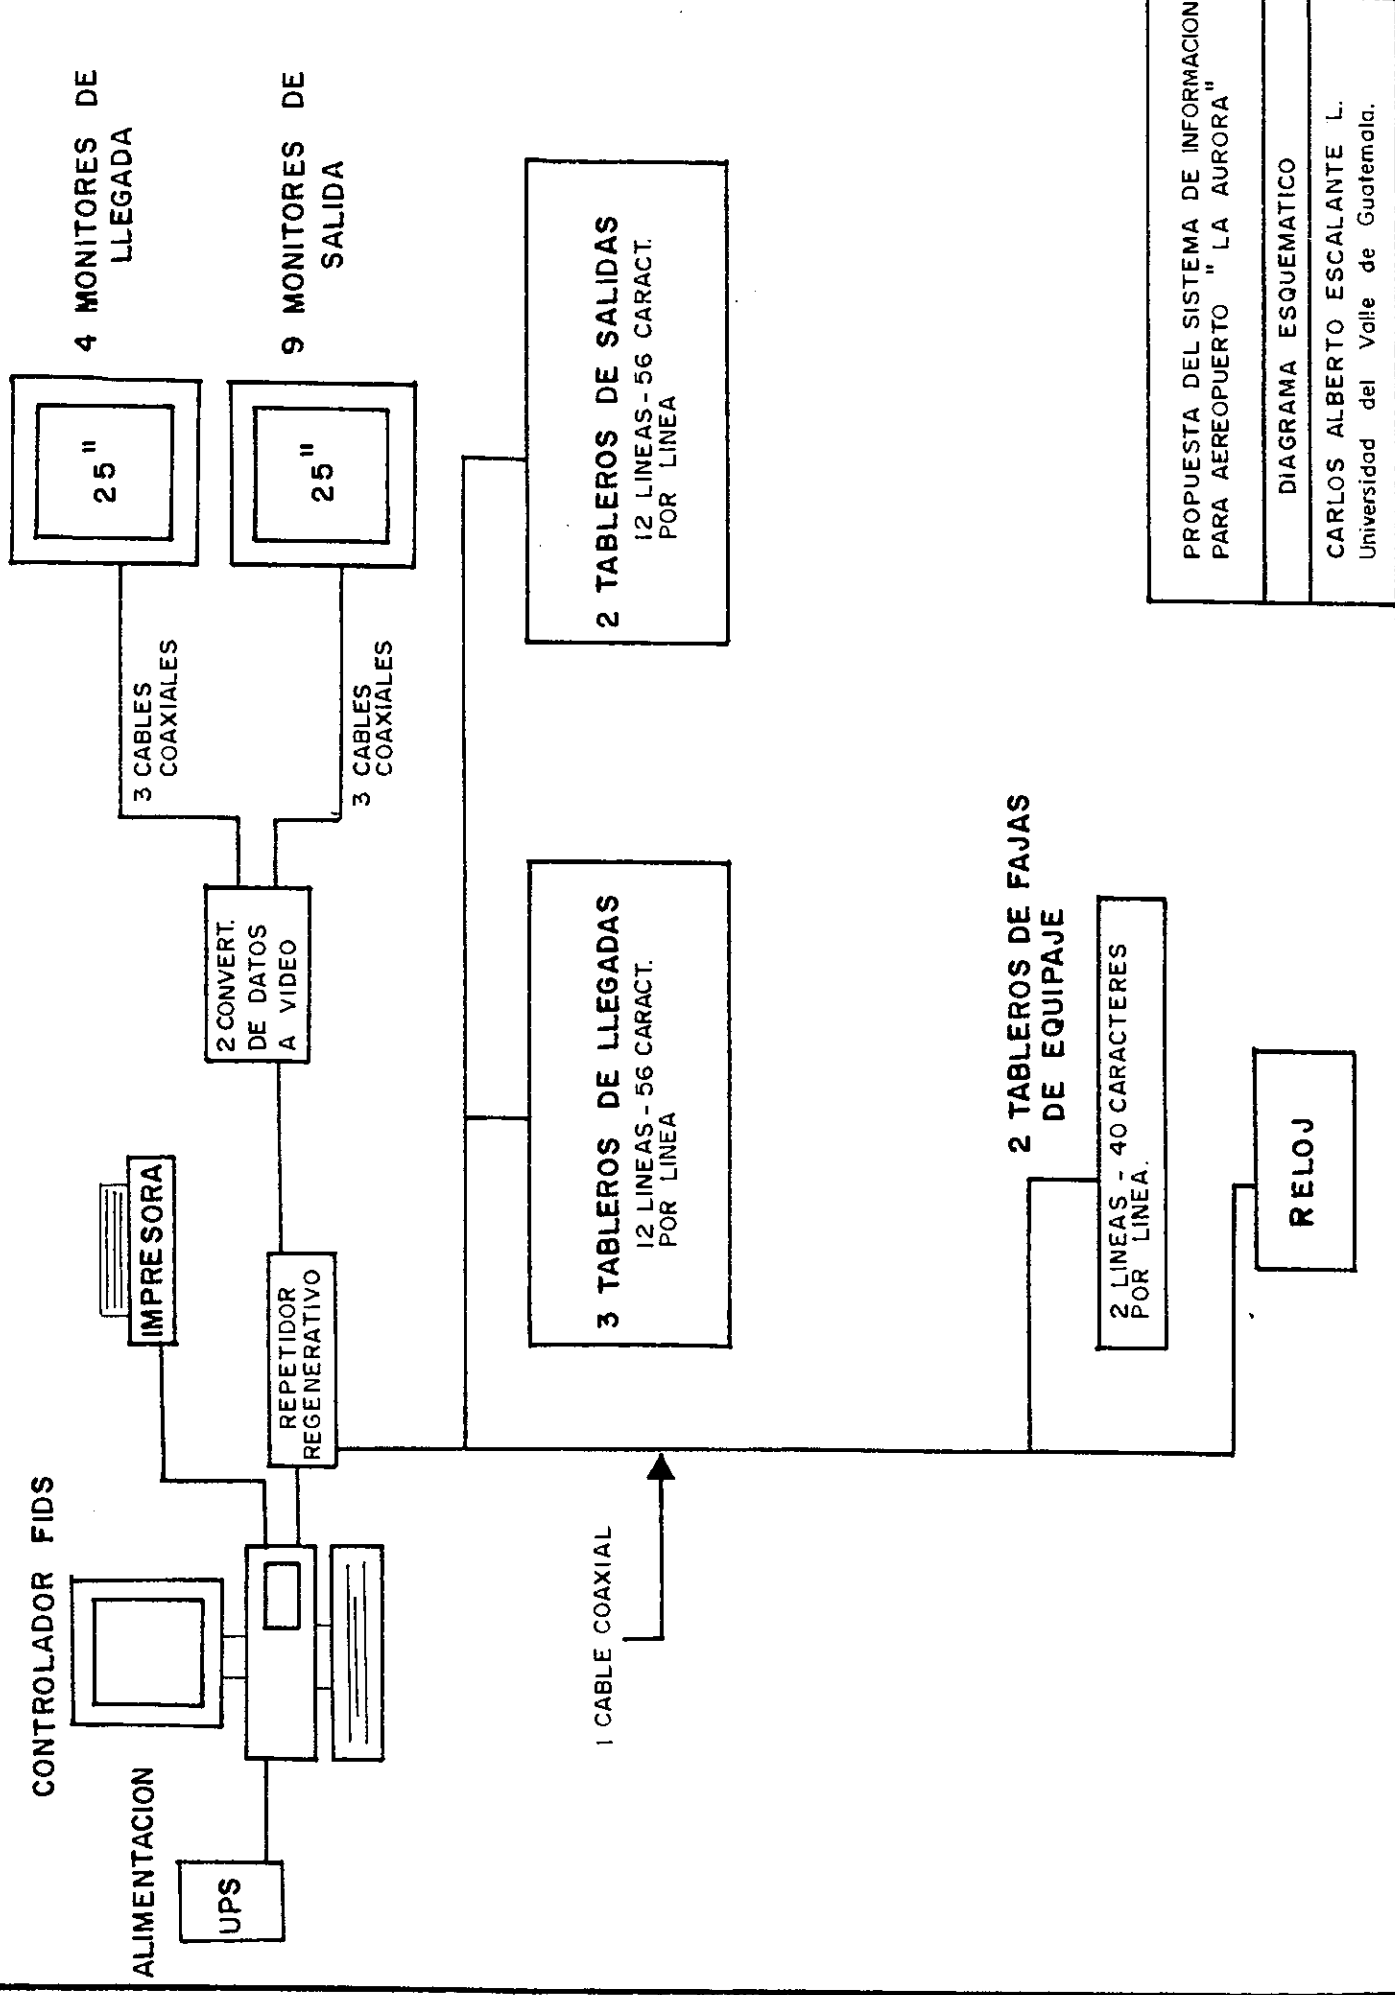 CONTROLADOR FIDS
ALIMENTACION
UPS
IMPRESORA
REPETIDOR
REGENERATIVO
2 CONVERT.
DE DATOS
A VIDEO
3 CABLES
COAXIALES
3 CABLES
COAXIALES
25"
4 MONITORES DE
LLEGADA
25"
9 MONITORES DE
SALIDA
1 CABLE COAXIAL
3 TABLEROS DE LLEGADAS
12 LINEAS - 56 CARACT.
POR LINEA
2 TABLEROS DE SALIDAS
12 LINEAS - 56 CARACT.
POR LINEA
2 TABLEROS DE FAJAS
DE EQUIPAJE
2 LINEAS - 40 CARACTERES
POR LINEA.
RELOJ
PROPUESTA DEL SISTEMA DE INFORMACION
PARA AEREOPUERTO "LA AURORA"
DIAGRAMA ESQUEMATICO
CARLOS ALBERTO ESCALANTE L.
Universidad del Valle de Guatemala.